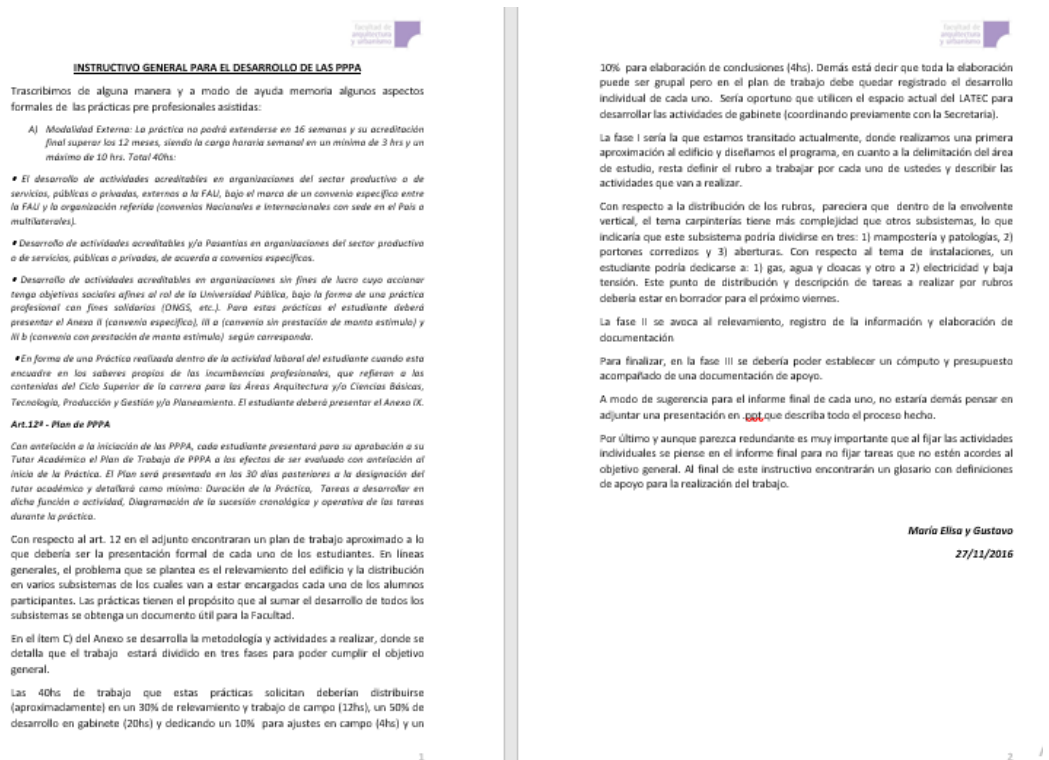 facultad de
arquitectura
y urbanismo
INSTRUCTIVO GENERAL PARA EL DESARROLLO DE LAS PPPA
Trascribimos de alguna manera y a modo de ayuda memoria algunos aspectos
formales de las prácticas pre profesionales asistidas:
A) Modalidad Externa: La práctica no podrá extenderse en 16 semanas y su acreditación
final superar los 12 meses, siendo la carga horaria semanal en un mínima de 3 hrs y un
máximo de 10 hrs. Total 40hs:
• El desarrollo de actividades acreditables en organizaciones del sector productivo o de
servicios, públicas o privadas, externos a la FAU, bajo el marco de un convenio específico entre
la FAU y la organización referida (convenios Nacionales e Internacionales con sede en el País o
multilaterales).
• Desarrollo de actividades acreditables y/o Pasantías en organizaciones del sector productivo
o de servicios, públicas o privadas, de acuerdo a convenios específicos.
• Desarrollo de actividades acreditables en organizaciones sin fines de lucro cuyo accionar
tenga objetivos sociales afines al rol de la Universidad Pública, bajo la forma de una práctica
profesional con fines solidarios (ONGS, etc.). Para estas prácticas el estudiante deberá
presentar el Anexo II (convenio específico), III a (convenio sin prestación de monto estímulo) y
III b (convenio con prestación de monto estímulo) según corresponda.
• En forma de una Práctica realizada dentro de la actividad laboral del estudiante cuando esta
encuadre en los saberes propios de las incumbencias profesionales, que refieran a los
contenidos del Ciclo Superior de la carrera para las Áreas Arquitectura y/o Ciencias Básicas,
Tecnología, Producción y Gestión y/o Planeamiento. El estudiante deberá presentar el Anexo IX.
Art.12º - Plan de PPPA
Con antelación a la iniciación de las PPPA, cada estudiante presentará para su aprobación a su
Tutor Académico el Plan de Trabajo de PPPA a los efectos de ser evaluado con antelación al
inicio de la Práctica. El Plan será presentado en los 30 días posteriores a la designación del
tutor académico y detallará como mínimo: Duración de la Práctica, Tareas a desarrollar en
dicha función o actividad, Diagramación de la sucesión cronológica y operativa de las tareas
durante la práctica.
Con respecto al art. 12 en el adjunto encontraran un plan de trabajo aproximado a lo
que debería ser la presentación formal de cada uno de los estudiantes. En líneas
generales, el problema que se plantea es el relevamiento del edificio y la distribución
en varios subsistemas de los cuales van a estar encargados cada uno de los alumnos
participantes. Las prácticas tienen el propósito que al sumar el desarrollo de todos los
subsistemas se obtenga un documento útil para la Facultad.
En el ítem C) del Anexo se desarrolla la metodología y actividades a realizar, donde se
detalla que el trabajo estará dividido en tres fases para poder cumplir el objetivo
general.
Las 40hs de trabajo que estas prácticas solicitan deberían distribuirse
(aproximadamente) en un 30% de relevamiento y trabajo de campo (12hs), un 50% de
desarrollo en gabinete (20hs) y dedicando un 10% para ajustes en campo (4hs) y un
1
facultad de
arquitectura
y urbanismo
10% para elaboración de conclusiones (4hs). Demás está decir que toda la elaboración
puede ser grupal pero en el plan de trabajo debe quedar registrado el desarrollo
individual de cada uno. Sería oportuno que utilicen el espacio actual del LATEC para
desarrollar las actividades de gabinete (coordinando previamente con la Secretaria).
La fase I sería la que estamos transitado actualmente, donde realizamos una primera
aproximación al edificio y diseñamos el programa, en cuanto a la delimitación del área
de estudio, resta definir el rubro a trabajar por cada uno de ustedes y describir las
actividades que van a realizar.
Con respecto a la distribución de los rubros, pareciera que dentro de la envolvente
vertical, el tema carpinterías tiene más complejidad que otros subsistemas, lo que
indicaría que este subsistema podría dividirse en tres: 1) mampostería y patologías, 2)
portones corredizos y 3) aberturas. Con respecto al tema de instalaciones, un
estudiante podría dedicarse a: 1) gas, agua y cloacas y otro a 2) electricidad y baja
tensión. Este punto de distribución y descripción de tareas a realizar por rubros
debería estar en borrador para el próximo viernes.
La fase II se avoca al relevamiento, registro de la información y elaboración de
documentación
Para finalizar, en la fase III se debería poder establecer un cómputo y presupuesto
acompañado de una documentación de apoyo.
A modo de sugerencia para el informe final de cada uno, no estaría demás pensar en
adjuntar una presentación en .ppt que describa todo el proceso hecho.
Por último y aunque parezca redundante es muy importante que al fijar las actividades
individuales se piense en el informe final para no fijar tareas que no estén acordes al
objetivo general. Al final de este instructivo encontrarán un glosario con definiciones
de apoyo para la realización del trabajo.
María Elisa y Gustavo
27/11/2016
2